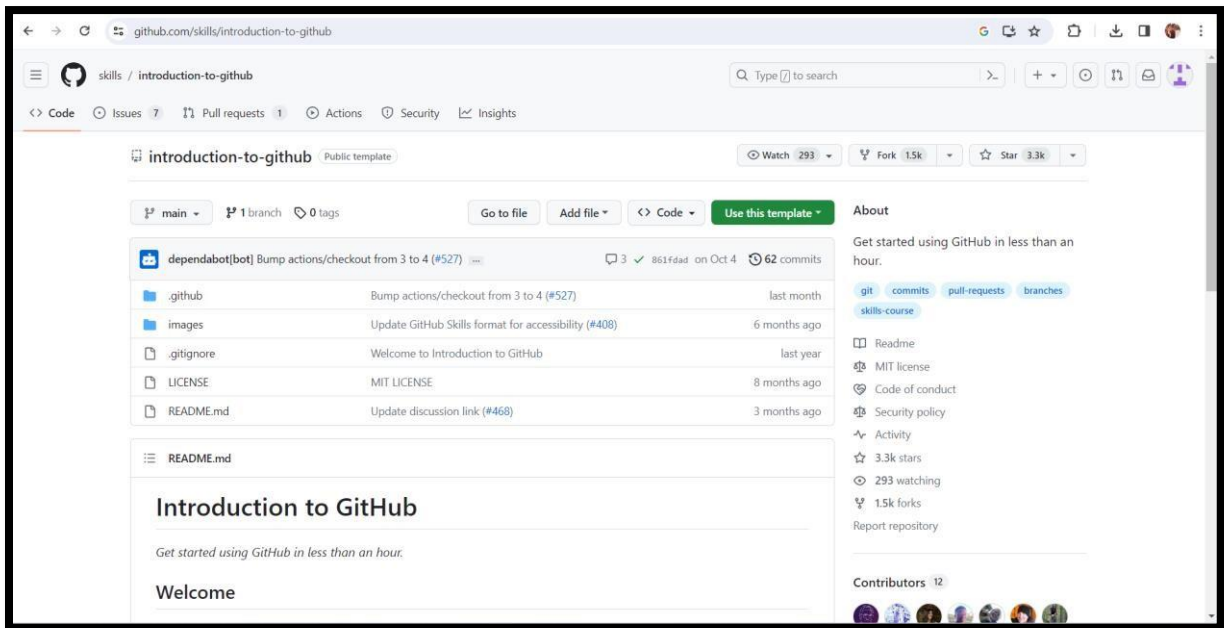 github.com/skills/introduction-to-github
skills / introduction-to-github
Type / to search
Code Issues 7 Pull requests 1 Actions Security Insights
introduction-to-github Public template
Watch 293 Fork 1.5k Star 3.3k
main 1 branch 0 tags Go to file Add file Code Use this template
dependabot[bot] Bump actions/checkout from 3 to 4 (#527) ... 3 861fdad on Oct 4 62 commits
.github Bump actions/checkout from 3 to 4 (#527) last month
images Update GitHub Skills format for accessibility (#408) 6 months ago
.gitignore Welcome to Introduction to GitHub last year
LICENSE MIT LICENSE 8 months ago
README.md Update discussion link (#468) 3 months ago
README.md
Introduction to GitHub
Get started using GitHub in less than an hour.
Welcome
About
Get started using GitHub in less than an
hour.
git commits pull-requests branches
skills-course
Readme
MIT license
Code of conduct
Security policy
Activity
3.3k stars
293 watching
1.5k forks
Report repository
Contributors 12